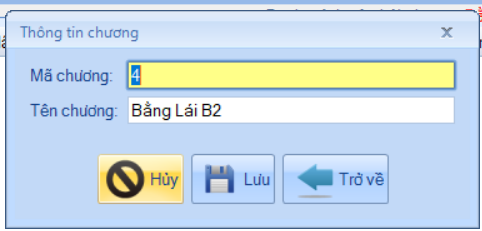 Thông tin chương x
Mã chương: 4
Tên chương: Bằng Lái B2
Hủy Lưu Trở về